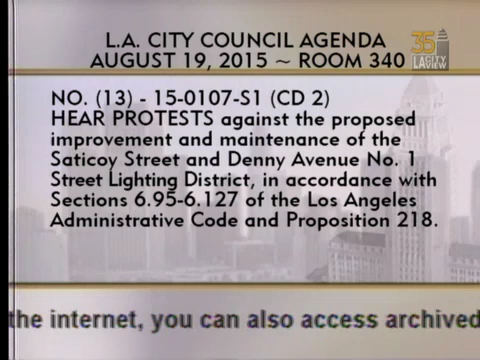 L.A. CITY COUNCIL AGENDA
AUGUST 19, 2015 ~ ROOM 340
35
LACITY
VIEW
NO. (13) - 15-0107-S1 (CD 2)
HEAR PROTESTS against the proposed
improvement and maintenance of the
Saticoy Street and Denny Avenue No. 1
Street Lighting District, in accordance with
Sections 6.95-6.127 of the Los Angeles
Administrative Code and Proposition 218.
the internet, you can also access archived